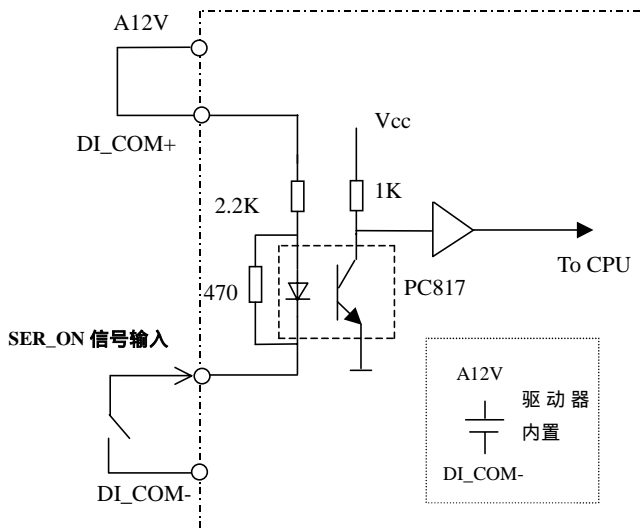 A12V
DI_COM+
Vcc
2.2K
1K
To CPU
470
PC817
SER_ON 信号输入
A12V
驱动器
内置
DI_COM-
DI_COM-